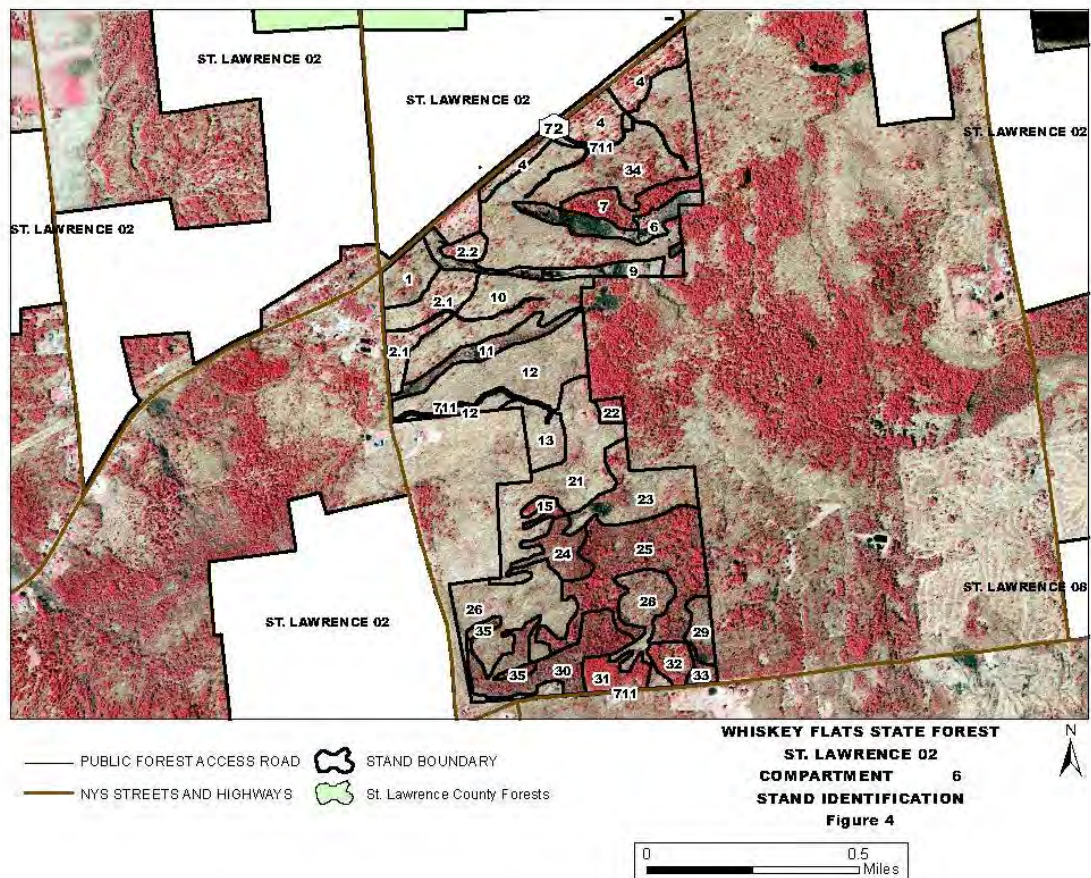 ST. LAWRENCE 02
ST. LAWRENCE 02
ST. LAWRENCE 02
ST. LAWRENCE 02
4
72
4
711
4
34
7
6
2.2
9
1
10
2.1
11
2.1
12
711
12
22
13
21
15
23
24
25
26
28
35
29
35
30
31
32
33
711
ST. LAWRENCE 02
ST. LAWRENCE 08
PUBLIC FOREST ACCESS ROAD
STAND BOUNDARY
NYS STREETS AND HIGHWAYS
St. Lawrence County Forests
WHISKEY FLATS STATE FOREST
ST. LAWRENCE 02
COMPARTMENT 6
STAND IDENTIFICATION
Figure 4
N
0 0.5
Miles